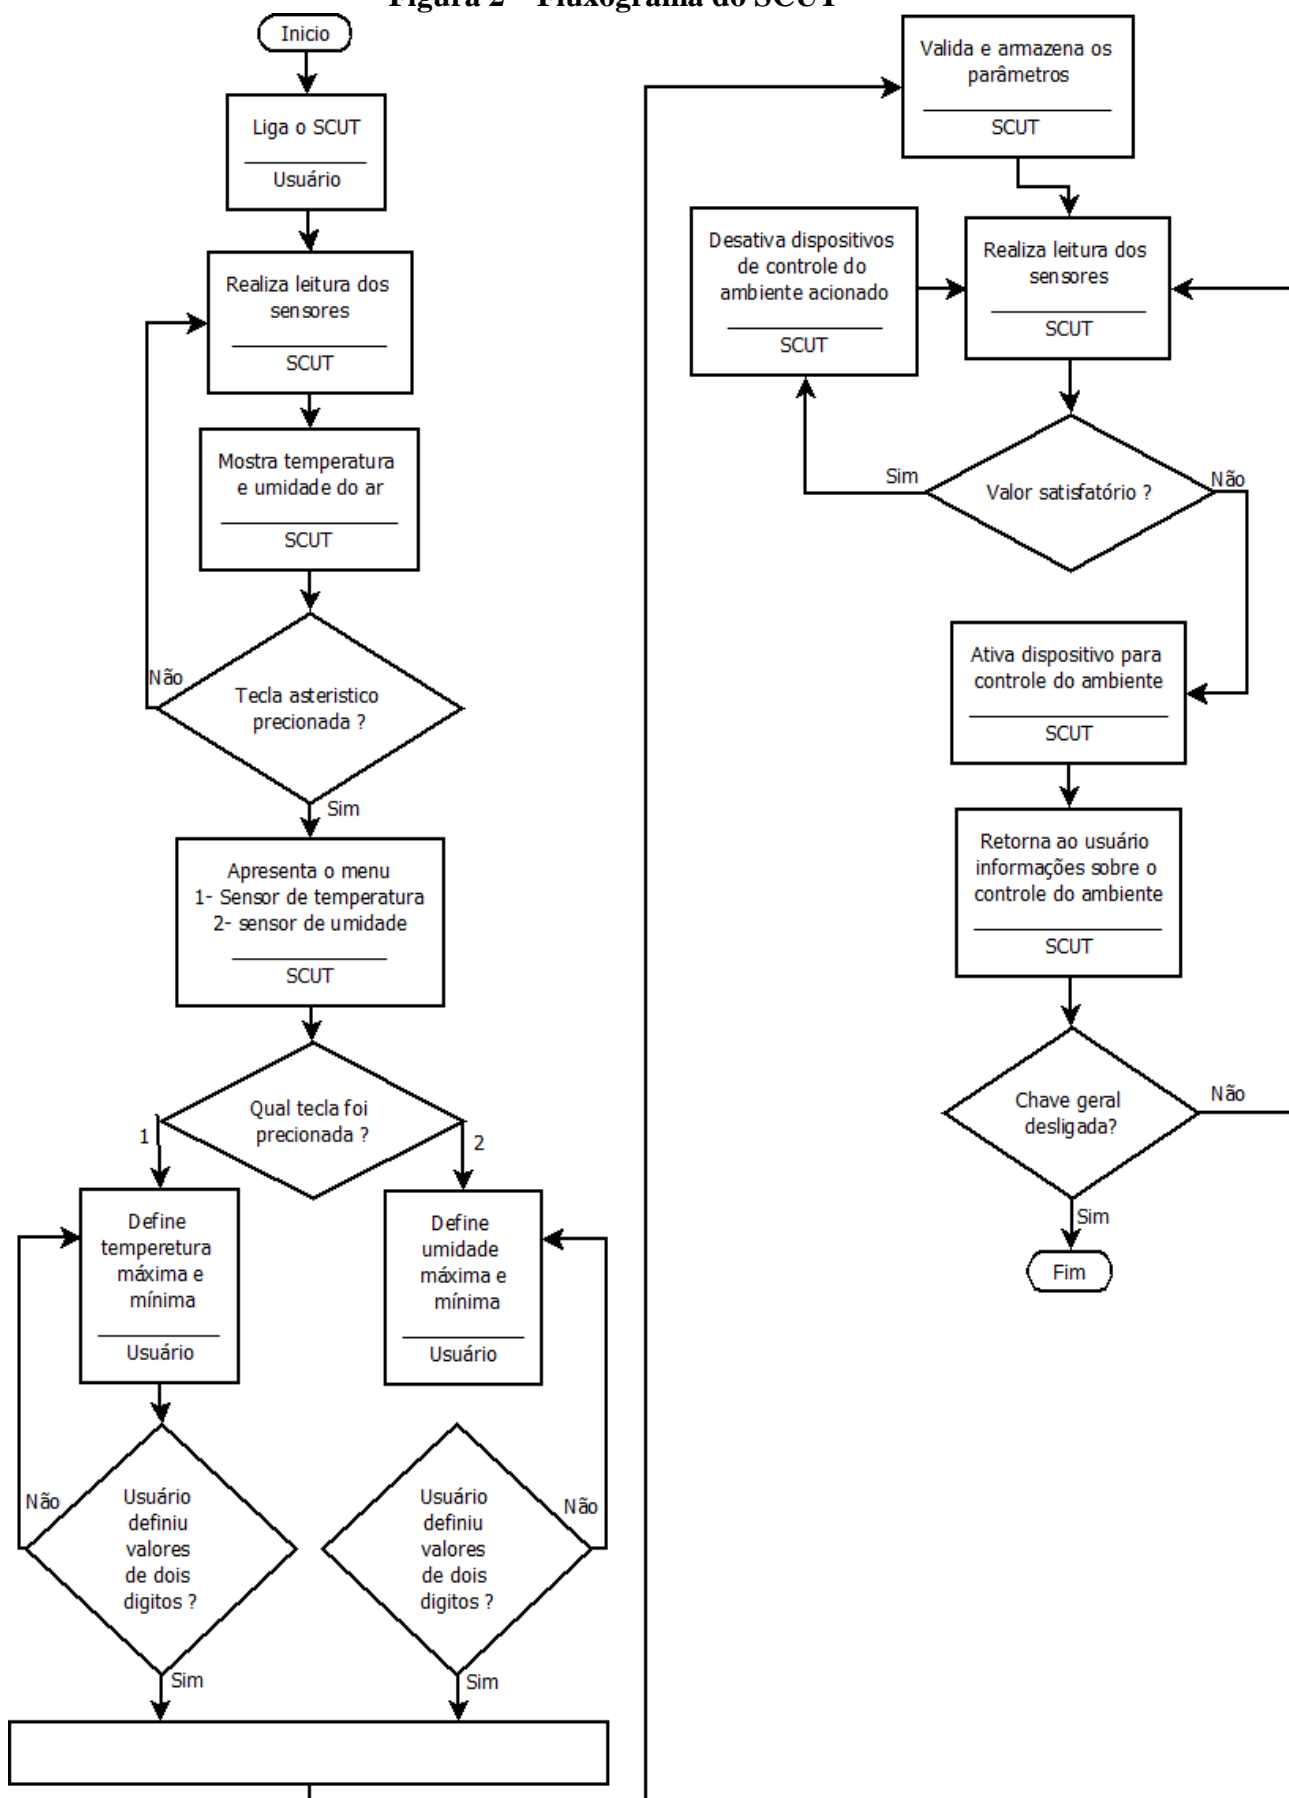 Figura 2 – Fluxograma do SCUT
Inicio
Liga o SCUT
Usuário
Realiza leitura dos
sensores
SCUT
Mostra temperatura
e umidade do ar
SCUT
Não
Tecla asteristico
precionada ?
Sim
Apresenta o menu
1- Sensor de temperatura
2- sensor de umidade
SCUT
Qual tecla foi
precionada ?
1
2
Define
temperetura
máxima e
mínima
Usuário
Define
umidade
máxima e
mínima
Usuário
Não
Usuário
definiu
valores
de dois
digitos ?
Sim
Usuário
definiu
valores
de dois
digitos ?
Não
Sim
Valida e armazena os
parâmetros
SCUT
Desativa dispositivos
de controle do
ambiente acionado
SCUT
Realiza leitura dos
sensores
SCUT
Sim
Valor satisfatório ?
Não
Ativa dispositivo para
controle do ambiente
SCUT
Retorna ao usuário
informações sobre o
controle do ambiente
SCUT
Chave geral
desligada?
Não
Sim
Fim